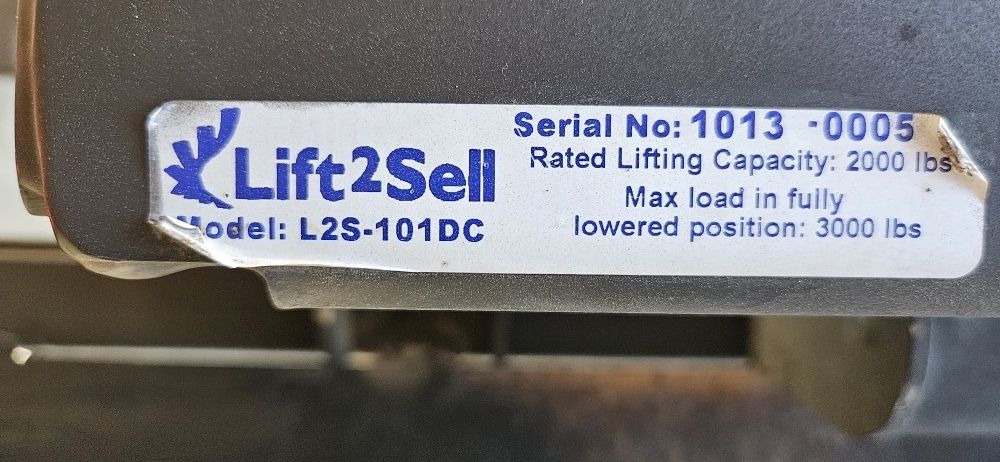 Lift2Sell
Model: L2S-101DC
Serial No: 1013 -0005
Rated Lifting Capacity: 2000 lbs
Max load in fully
lowered position: 3000 lbs